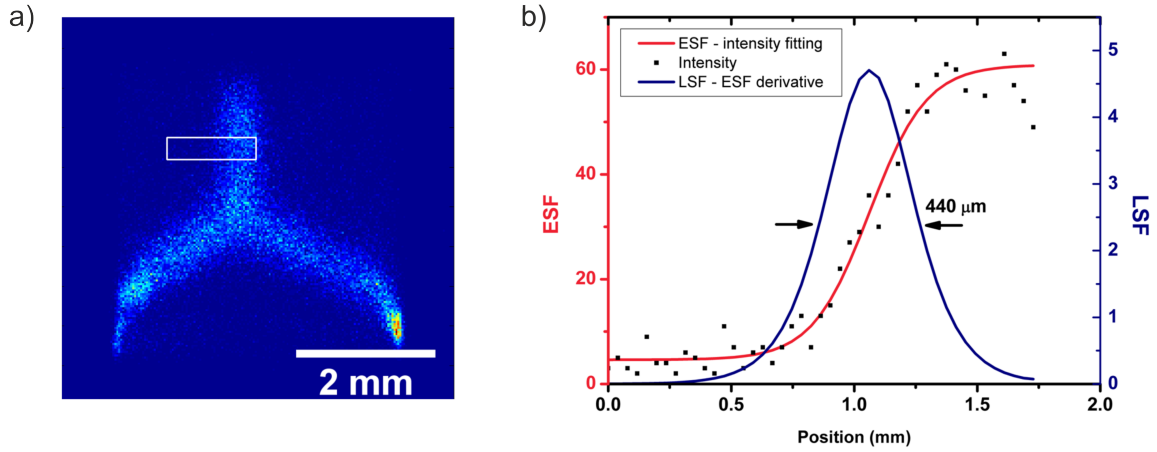 a)
2 mm
b)
ESF - intensity fitting
Intensity
LSF - ESF derivative
440 μm
60
40
20
0
ESF
5
4
3
2
1
0
LSF
0.0 0.5 1.0 1.5 2.0
Position (mm)